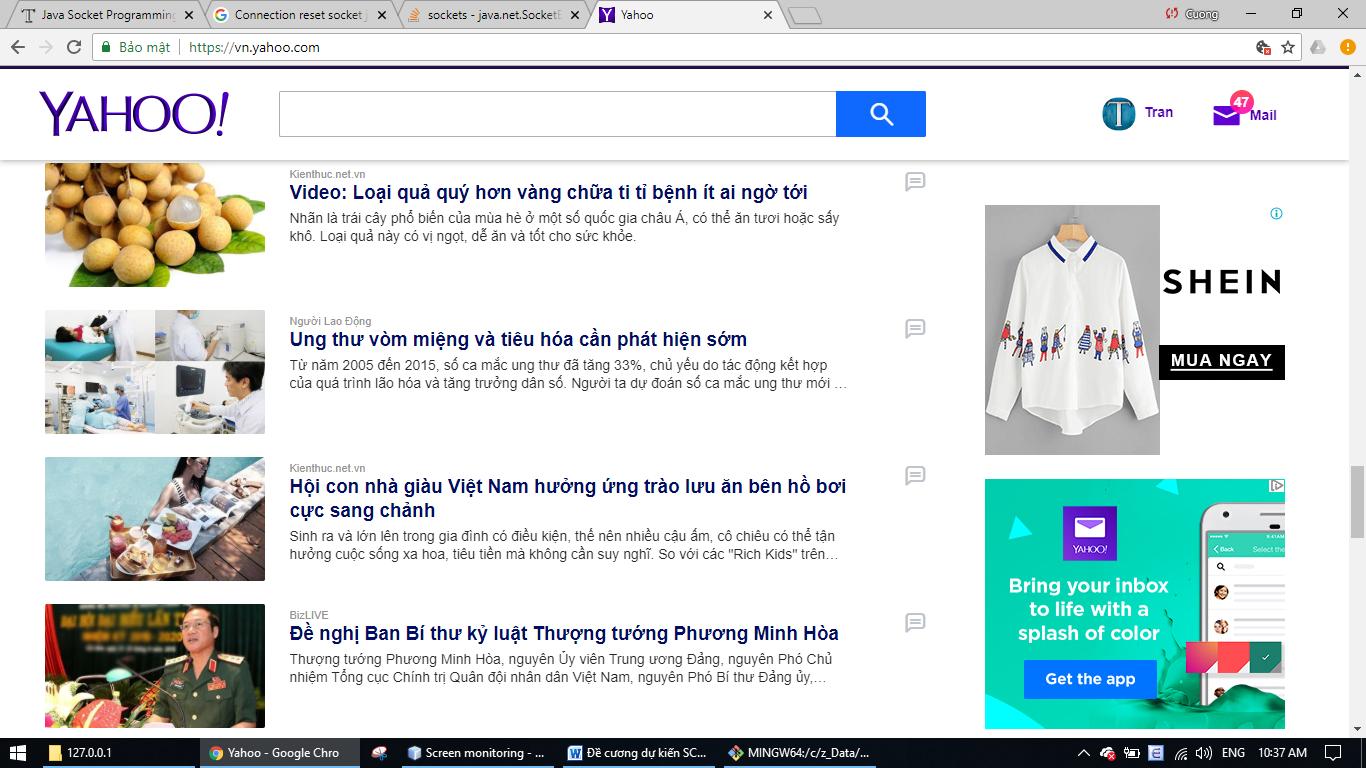 Java Socket Programming
Connection reset socket j
sockets - java.net.SocketE
Yahoo
Cuong
Bảo mật
https://vn.yahoo.com
YAHOO!
Tran
47
Mail
Kienthuc.net.vn
Video: Loại quả quý hơn vàng chữa ti tỉ bệnh ít ai ngờ tới
Nhãn là trái cây phổ biến của mùa hè ở một số quốc gia châu Á, có thể ăn tươi hoặc sấy
khô. Loại quả này có vị ngọt, dễ ăn và tốt cho sức khỏe.
Người Lao Động
Ung thư vòm miệng và tiêu hóa cần phát hiện sớm
Từ năm 2005 đến 2015, số ca mắc ung thư đã tăng 33%, chủ yếu do tác động kết hợp
của quá trình lão hóa và tăng trưởng dân số. Người ta dự đoán số ca mắc ung thư mới ...
Kienthuc.net.vn
Hội con nhà giàu Việt Nam hưởng ứng trào lưu ăn bên hồ bơi
cực sang chảnh
Sinh ra và lớn lên trong gia đình có điều kiện, thế nên nhiều cậu ấm, cô chiêu có thể tận
hưởng cuộc sống xa hoa, tiêu tiền mà không cần suy nghĩ. So với các "Rich Kids" trên...
BizLIVE
Đề nghị Ban Bí thư kỷ luật Thượng tướng Phương Minh Hòa
Thượng tướng Phương Minh Hòa, nguyên Ủy viên Trung ương Đảng, nguyên Phó Chủ
nhiệm Tổng cục Chính trị Quân đội nhân dân Việt Nam, nguyên Phó Bí thư Đảng ủy,...
SHEIN
MUA NGAY
YAHOO!
Bring your inbox
to life with a
splash of color
Get the app
Back
Select the
9:41AM
127.0.0.1
Yahoo - Google Chro
Screen monitoring - ...
Đề cương dự kiến SC...
MINGW64:/c/z_Data/...
ENG
10:37 AM